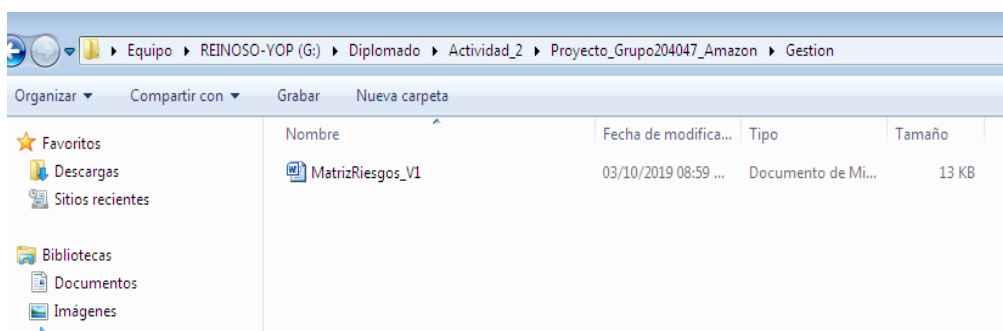 Equipo ▸ REINOSO-YOP (G:) ▸ Diplomado ▸ Actividad_2 ▸ Proyecto_Grupo204047_Amazon ▸ Gestion
Organizar Compartir con Grabar Nueva carpeta
Nombre Fecha de modifica... Tipo Tamaño
Favoritos
Descargas
Sitios recientes
MatrizRiesgos_V1 03/10/2019 08:59 ... Documento de Mi... 13 KB
Bibliotecas
Documentos
Imágenes